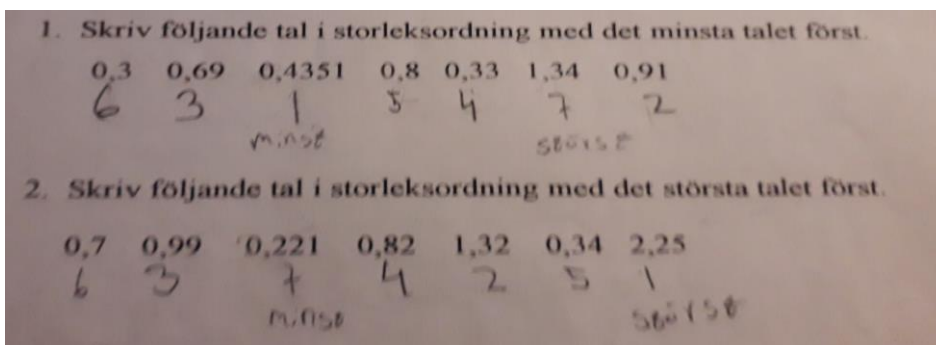 1. Skriv följande tal i storleksordning med det minsta talet först.
0,3 0,69 0,4351 0,8 0,33 1,34 0,91
6 3 1 5 4 7 2
minst störst
2. Skriv följande tal i storleksordning med det största talet först.
0,7 0,99 0,221 0,82 1,32 0,34 2,25
6 3 7 4 2 5 1
minst störst